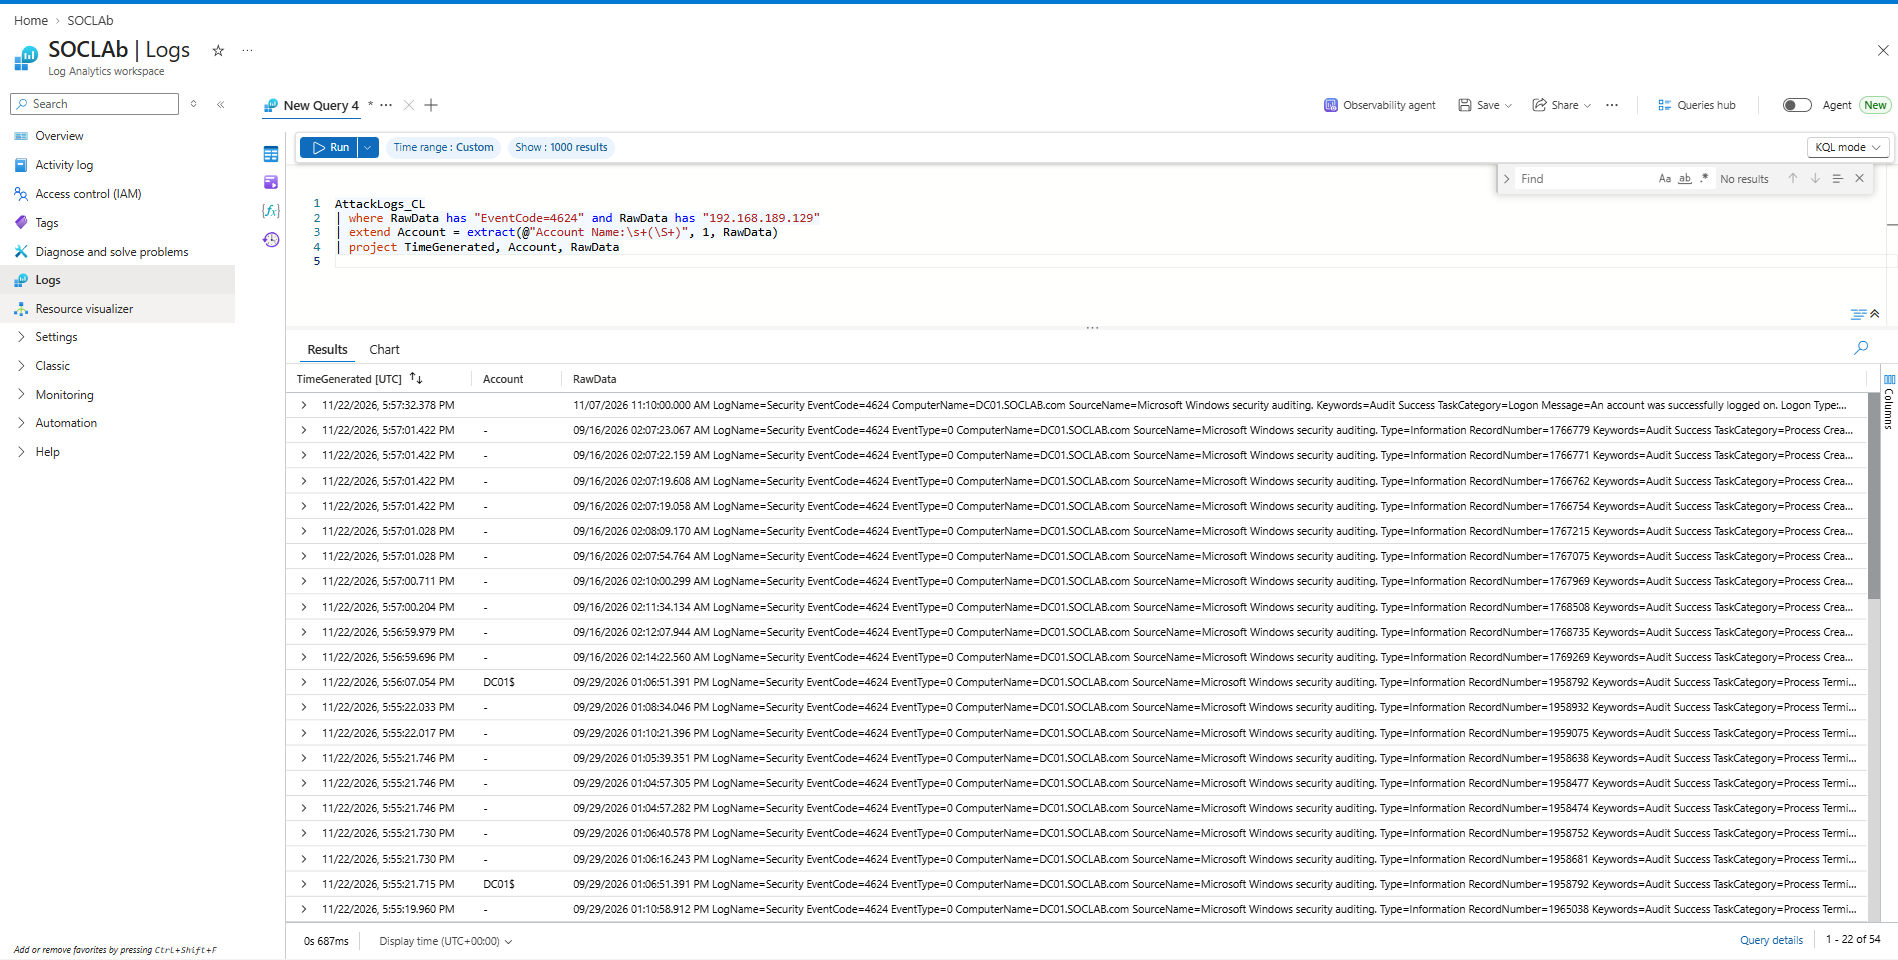 Home > SOCLAb
SOCLAb | Logs
Log Analytics workspace
Search
Overview
Activity log
Access control (IAM)
Tags
Diagnose and solve problems
Logs
Resource visualizer
Settings
Classic
Monitoring
Automation
Help
Add or remove favorites by pressing Ctrl+Shift+F
New Query 4 * ···
Observability agent Save Share ··· Queries hub Agent New
Run Time range : Custom Show : 1000 results KQL mode
Find Aa ab .* No results
1 AttackLogs_CL
2 | where RawData has "EventCode=4624" and RawData has "192.168.189.129"
3 | extend Account = extract(@"Account Name:\s+(\S+)", 1, RawData)
4 | project TimeGenerated, Account, RawData
5
Results Chart
TimeGenerated [UTC] Account RawData
Columns
11/22/2026, 5:57:32.378 PM 11/07/2026 11:10:00.000 AM LogName=Security EventCode=4624 ComputerName=DC01.SOCLAB.com SourceName=Microsoft Windows security auditing. Keywords=Audit Success TaskCategory=Logon Message=An account was successfully logged on. Logon Type:...
11/22/2026, 5:57:01.422 PM - 09/16/2026 02:07:23.067 AM LogName=Security EventCode=4624 EventType=0 ComputerName=DC01.SOCLAB.com SourceName=Microsoft Windows security auditing. Type=Information RecordNumber=1766779 Keywords=Audit Success TaskCategory=Process Crea...
11/22/2026, 5:57:01.422 PM - 09/16/2026 02:07:22.159 AM LogName=Security EventCode=4624 EventType=0 ComputerName=DC01.SOCLAB.com SourceName=Microsoft Windows security auditing. Type=Information RecordNumber=1766771 Keywords=Audit Success TaskCategory=Process Crea...
11/22/2026, 5:57:01.422 PM - 09/16/2026 02:07:19.608 AM LogName=Security EventCode=4624 EventType=0 ComputerName=DC01.SOCLAB.com SourceName=Microsoft Windows security auditing. Type=Information RecordNumber=1766762 Keywords=Audit Success TaskCategory=Process Crea...
11/22/2026, 5:57:01.422 PM - 09/16/2026 02:07:19.058 AM LogName=Security EventCode=4624 EventType=0 ComputerName=DC01.SOCLAB.com SourceName=Microsoft Windows security auditing. Type=Information RecordNumber=1766754 Keywords=Audit Success TaskCategory=Process Crea...
11/22/2026, 5:57:01.028 PM - 09/16/2026 02:08:09.170 AM LogName=Security EventCode=4624 EventType=0 ComputerName=DC01.SOCLAB.com SourceName=Microsoft Windows security auditing. Type=Information RecordNumber=1767215 Keywords=Audit Success TaskCategory=Process Crea...
11/22/2026, 5:57:01.028 PM - 09/16/2026 02:07:54.764 AM LogName=Security EventCode=4624 EventType=0 ComputerName=DC01.SOCLAB.com SourceName=Microsoft Windows security auditing. Type=Information RecordNumber=1767075 Keywords=Audit Success TaskCategory=Process Crea...
11/22/2026, 5:57:00.711 PM - 09/16/2026 02:10:00.299 AM LogName=Security EventCode=4624 EventType=0 ComputerName=DC01.SOCLAB.com SourceName=Microsoft Windows security auditing. Type=Information RecordNumber=1767969 Keywords=Audit Success TaskCategory=Process Crea...
11/22/2026, 5:57:00.204 PM - 09/16/2026 02:11:34.134 AM LogName=Security EventCode=4624 EventType=0 ComputerName=DC01.SOCLAB.com SourceName=Microsoft Windows security auditing. Type=Information RecordNumber=1768508 Keywords=Audit Success TaskCategory=Process Crea...
11/22/2026, 5:56:59.979 PM - 09/16/2026 02:12:07.944 AM LogName=Security EventCode=4624 EventType=0 ComputerName=DC01.SOCLAB.com SourceName=Microsoft Windows security auditing. Type=Information RecordNumber=1768735 Keywords=Audit Success TaskCategory=Process Crea...
11/22/2026, 5:56:59.696 PM - 09/16/2026 02:14:22.560 AM LogName=Security EventCode=4624 EventType=0 ComputerName=DC01.SOCLAB.com SourceName=Microsoft Windows security auditing. Type=Information RecordNumber=1769269 Keywords=Audit Success TaskCategory=Process Crea...
11/22/2026, 5:56:07.054 PM DC01$ 09/29/2026 01:06:51.391 PM LogName=Security EventCode=4624 EventType=0 ComputerName=DC01.SOCLAB.com SourceName=Microsoft Windows security auditing. Type=Information RecordNumber=1958792 Keywords=Audit Success TaskCategory=Process Termi...
11/22/2026, 5:55:22.033 PM - 09/29/2026 01:08:34.046 PM LogName=Security EventCode=4624 EventType=0 ComputerName=DC01.SOCLAB.com SourceName=Microsoft Windows security auditing. Type=Information RecordNumber=1958932 Keywords=Audit Success TaskCategory=Process Termi...
11/22/2026, 5:55:22.017 PM - 09/29/2026 01:10:21.396 PM LogName=Security EventCode=4624 EventType=0 ComputerName=DC01.SOCLAB.com SourceName=Microsoft Windows security auditing. Type=Information RecordNumber=1959075 Keywords=Audit Success TaskCategory=Process Termi...
11/22/2026, 5:55:21.746 PM - 09/29/2026 01:05:39.351 PM LogName=Security EventCode=4624 EventType=0 ComputerName=DC01.SOCLAB.com SourceName=Microsoft Windows security auditing. Type=Information RecordNumber=1958638 Keywords=Audit Success TaskCategory=Process Termi...
11/22/2026, 5:55:21.746 PM - 09/29/2026 01:04:57.305 PM LogName=Security EventCode=4624 EventType=0 ComputerName=DC01.SOCLAB.com SourceName=Microsoft Windows security auditing. Type=Information RecordNumber=1958477 Keywords=Audit Success TaskCategory=Process Termi...
11/22/2026, 5:55:21.746 PM - 09/29/2026 01:04:57.282 PM LogName=Security EventCode=4624 EventType=0 ComputerName=DC01.SOCLAB.com SourceName=Microsoft Windows security auditing. Type=Information RecordNumber=1958474 Keywords=Audit Success TaskCategory=Process Termi...
11/22/2026, 5:55:21.730 PM - 09/29/2026 01:06:40.578 PM LogName=Security EventCode=4624 EventType=0 ComputerName=DC01.SOCLAB.com SourceName=Microsoft Windows security auditing. Type=Information RecordNumber=1958752 Keywords=Audit Success TaskCategory=Process Termi...
11/22/2026, 5:55:21.730 PM - 09/29/2026 01:06:16.243 PM LogName=Security EventCode=4624 EventType=0 ComputerName=DC01.SOCLAB.com SourceName=Microsoft Windows security auditing. Type=Information RecordNumber=1958681 Keywords=Audit Success TaskCategory=Process Termi...
11/22/2026, 5:55:21.715 PM DC01$ 09/29/2026 01:06:51.391 PM LogName=Security EventCode=4624 EventType=0 ComputerName=DC01.SOCLAB.com SourceName=Microsoft Windows security auditing. Type=Information RecordNumber=1958792 Keywords=Audit Success TaskCategory=Process Termi...
11/22/2026, 5:55:19.960 PM - 09/29/2026 01:10:58.912 PM LogName=Security EventCode=4624 EventType=0 ComputerName=DC01.SOCLAB.com SourceName=Microsoft Windows security auditing. Type=Information RecordNumber=1965038 Keywords=Audit Success TaskCategory=Process Termi...
0s 687ms Display time (UTC+00:00) Query details 1 - 22 of 54